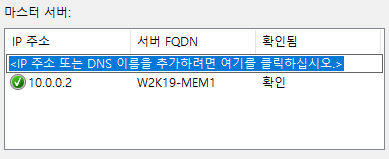 마스터 서버:
IP 주소 서버 FQDN 확인됨
<IP 주소 또는 DNS 이름을 추가하려면 여기를 클릭하십시오.>
10.0.0.2 W2K19-MEM1 확인